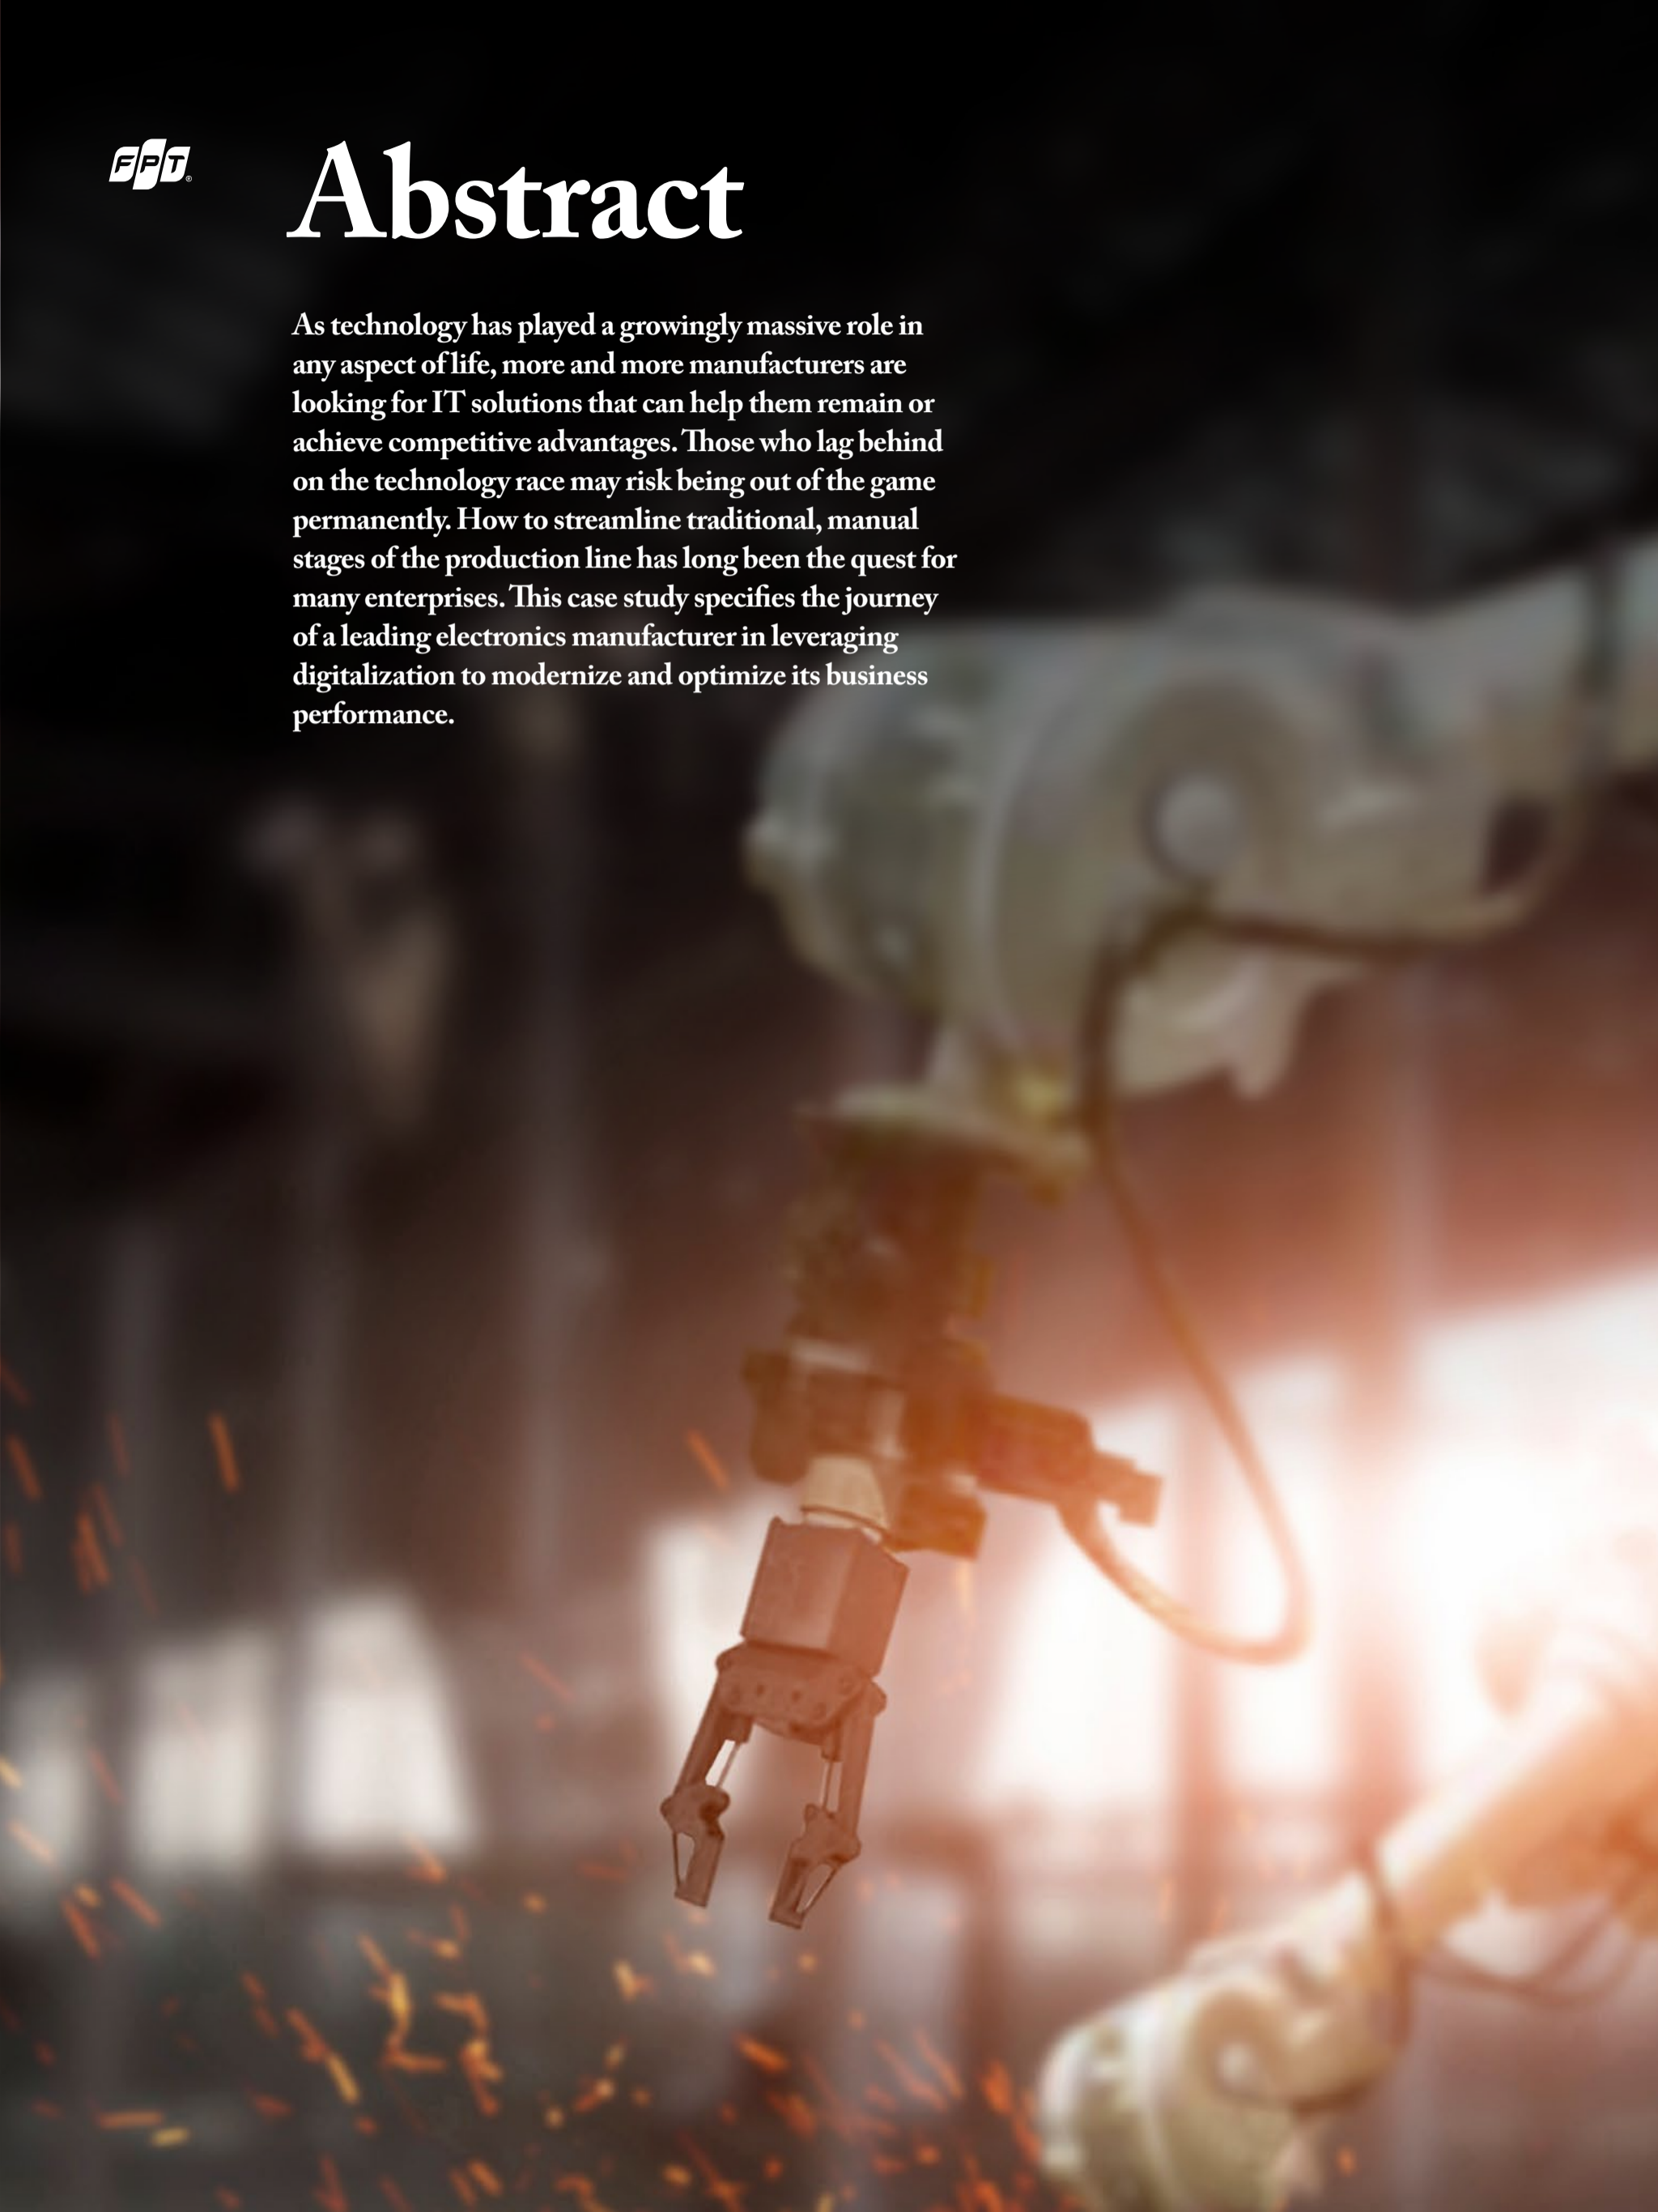 FPT
Abstract
As technology has played a growingly massive role in
any aspect of life, more and more manufacturers are
looking for IT solutions that can help them remain or
achieve competitive advantages. Those who lag behind
on the technology race may risk being out of the game
permanently. How to streamline traditional, manual
stages of the production line has long been the quest for
many enterprises. This case study specifies the journey
of a leading electronics manufacturer in leveraging
digitalization to modernize and optimize its business
performance.